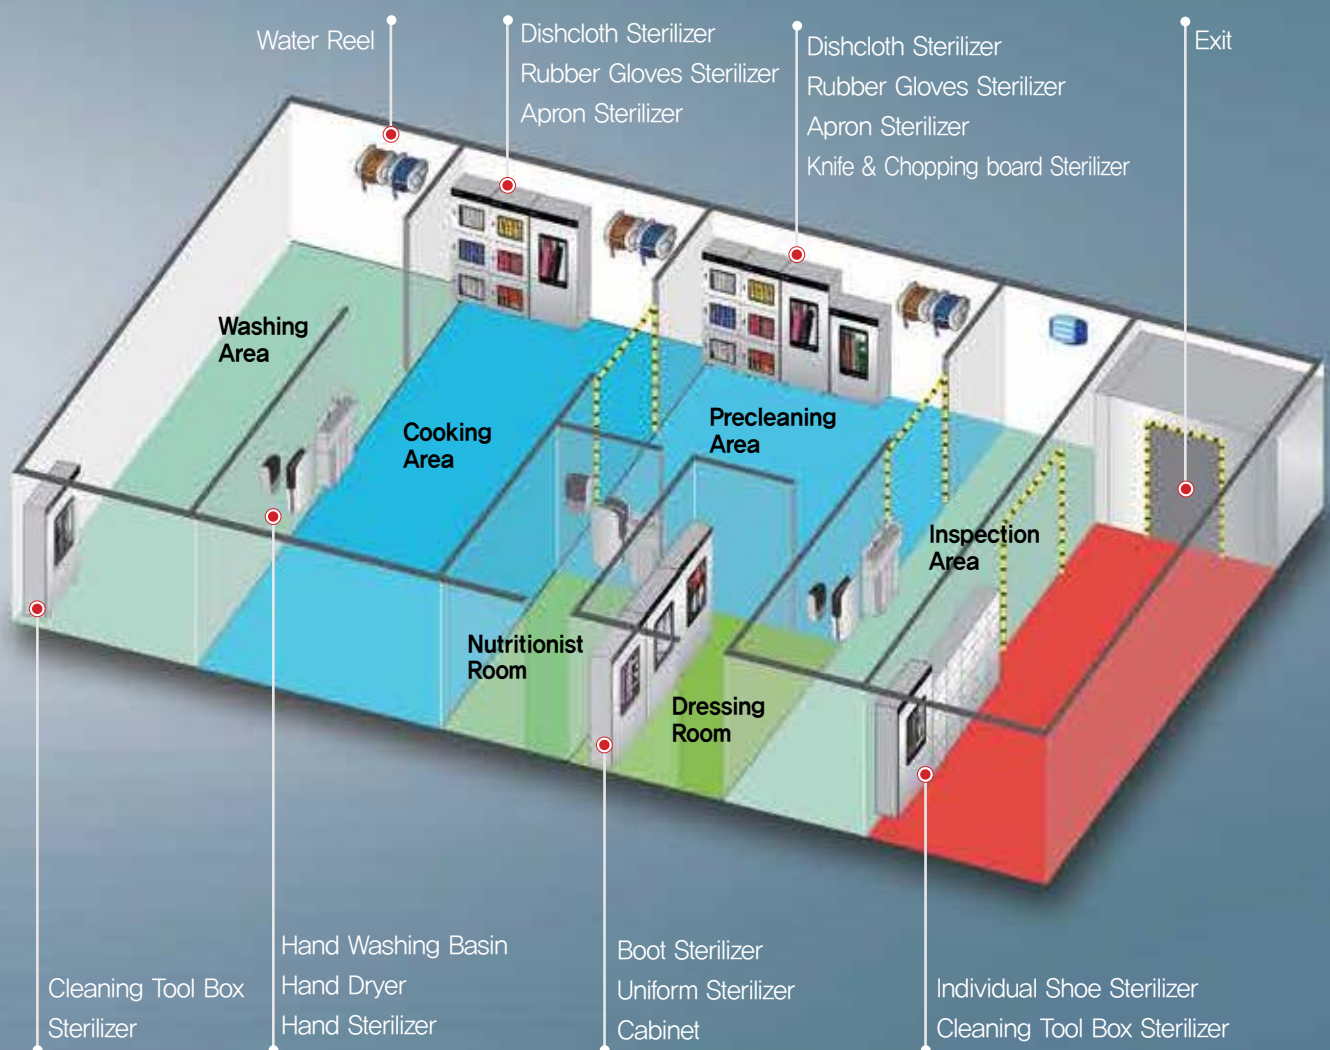 Water Reel
Dishcloth Sterilizer
Rubber Gloves Sterilizer
Apron Sterilizer
Dishcloth Sterilizer
Rubber Gloves Sterilizer
Apron Sterilizer
Knife & Chopping board Sterilizer
Exit
Washing
Area
Cooking
Area
Precleaning
Area
Inspection
Area
Nutritionist
Room
Dressing
Room
Cleaning Tool Box
Sterilizer
Hand Washing Basin
Hand Dryer
Hand Sterilizer
Boot Sterilizer
Uniform Sterilizer
Cabinet
Individual Shoe Sterilizer
Cleaning Tool Box Sterilizer